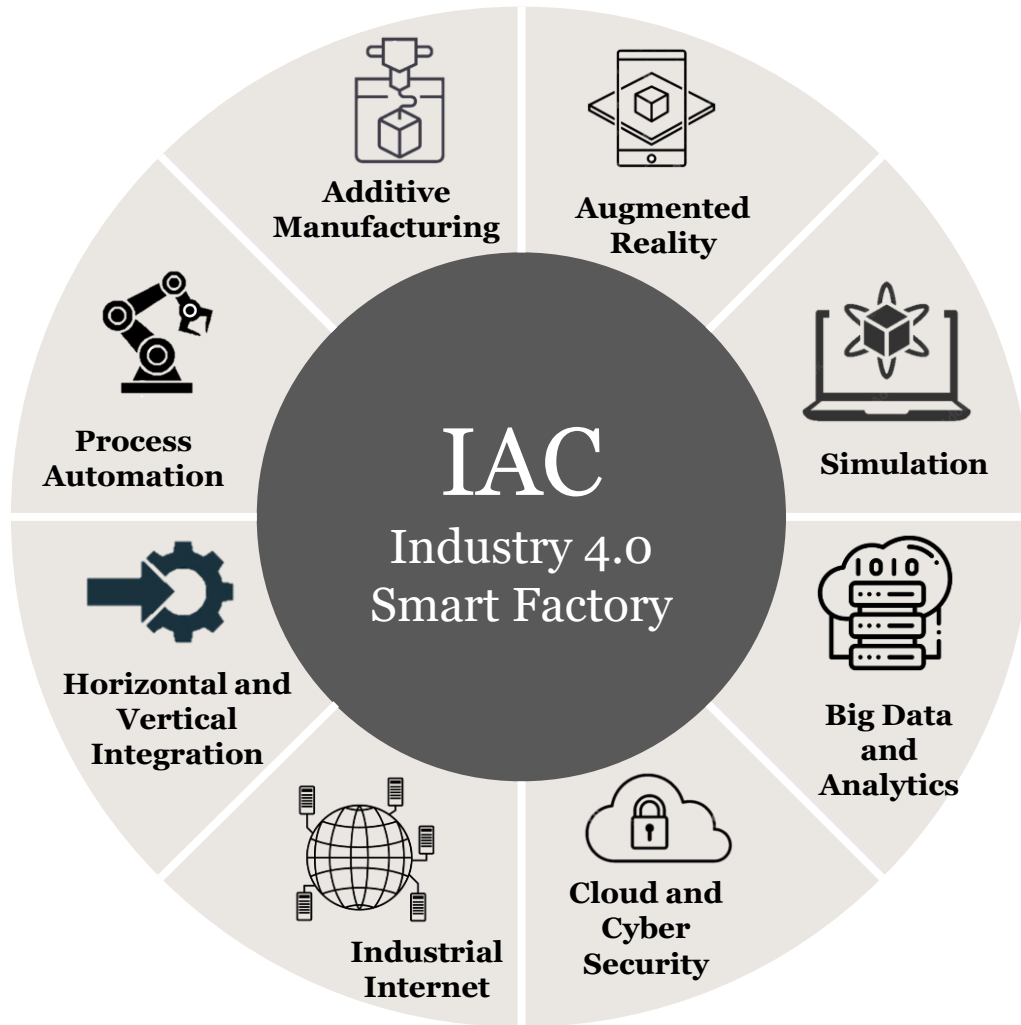 Additive
Manufacturing
Augmented
Reality
Process
Automation
Simulation
IAC
Industry 4.0
Smart Factory
1010
Horizontal and
Vertical
Integration
Big Data
and
Analytics
Industrial
Internet
Cloud and
Cyber
Security